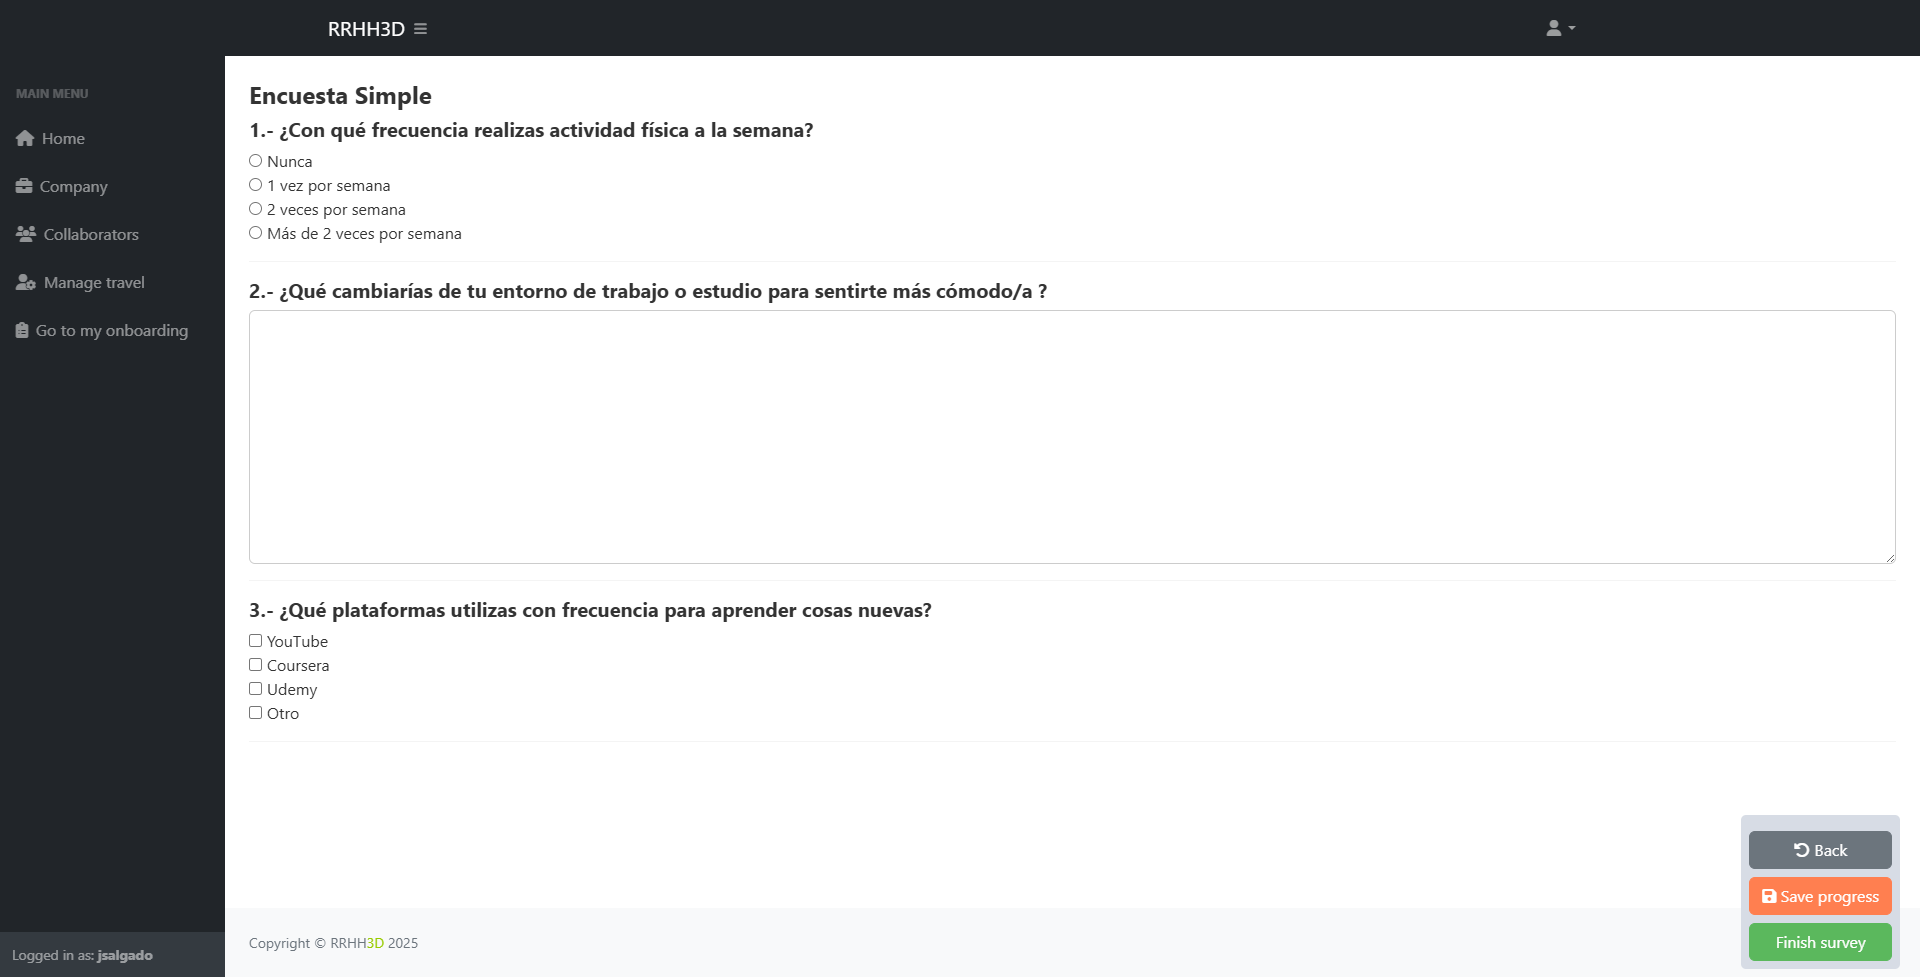 RRHH3D
MAIN MENU
Home
Company
Collaborators
Manage travel
Go to my onboarding
Logged in as: jsalgado
Encuesta Simple
1.- ¿Con qué frecuencia realizas actividad física a la semana?
Nunca
1 vez por semana
2 veces por semana
Más de 2 veces por semana
2.- ¿Qué cambiarías de tu entorno de trabajo o estudio para sentirte más cómodo/a ?
3.- ¿Qué plataformas utilizas con frecuencia para aprender cosas nuevas?
YouTube
Coursera
Udemy
Otro
Back
Save progress
Finish survey
Copyright © RRHH3D 2025